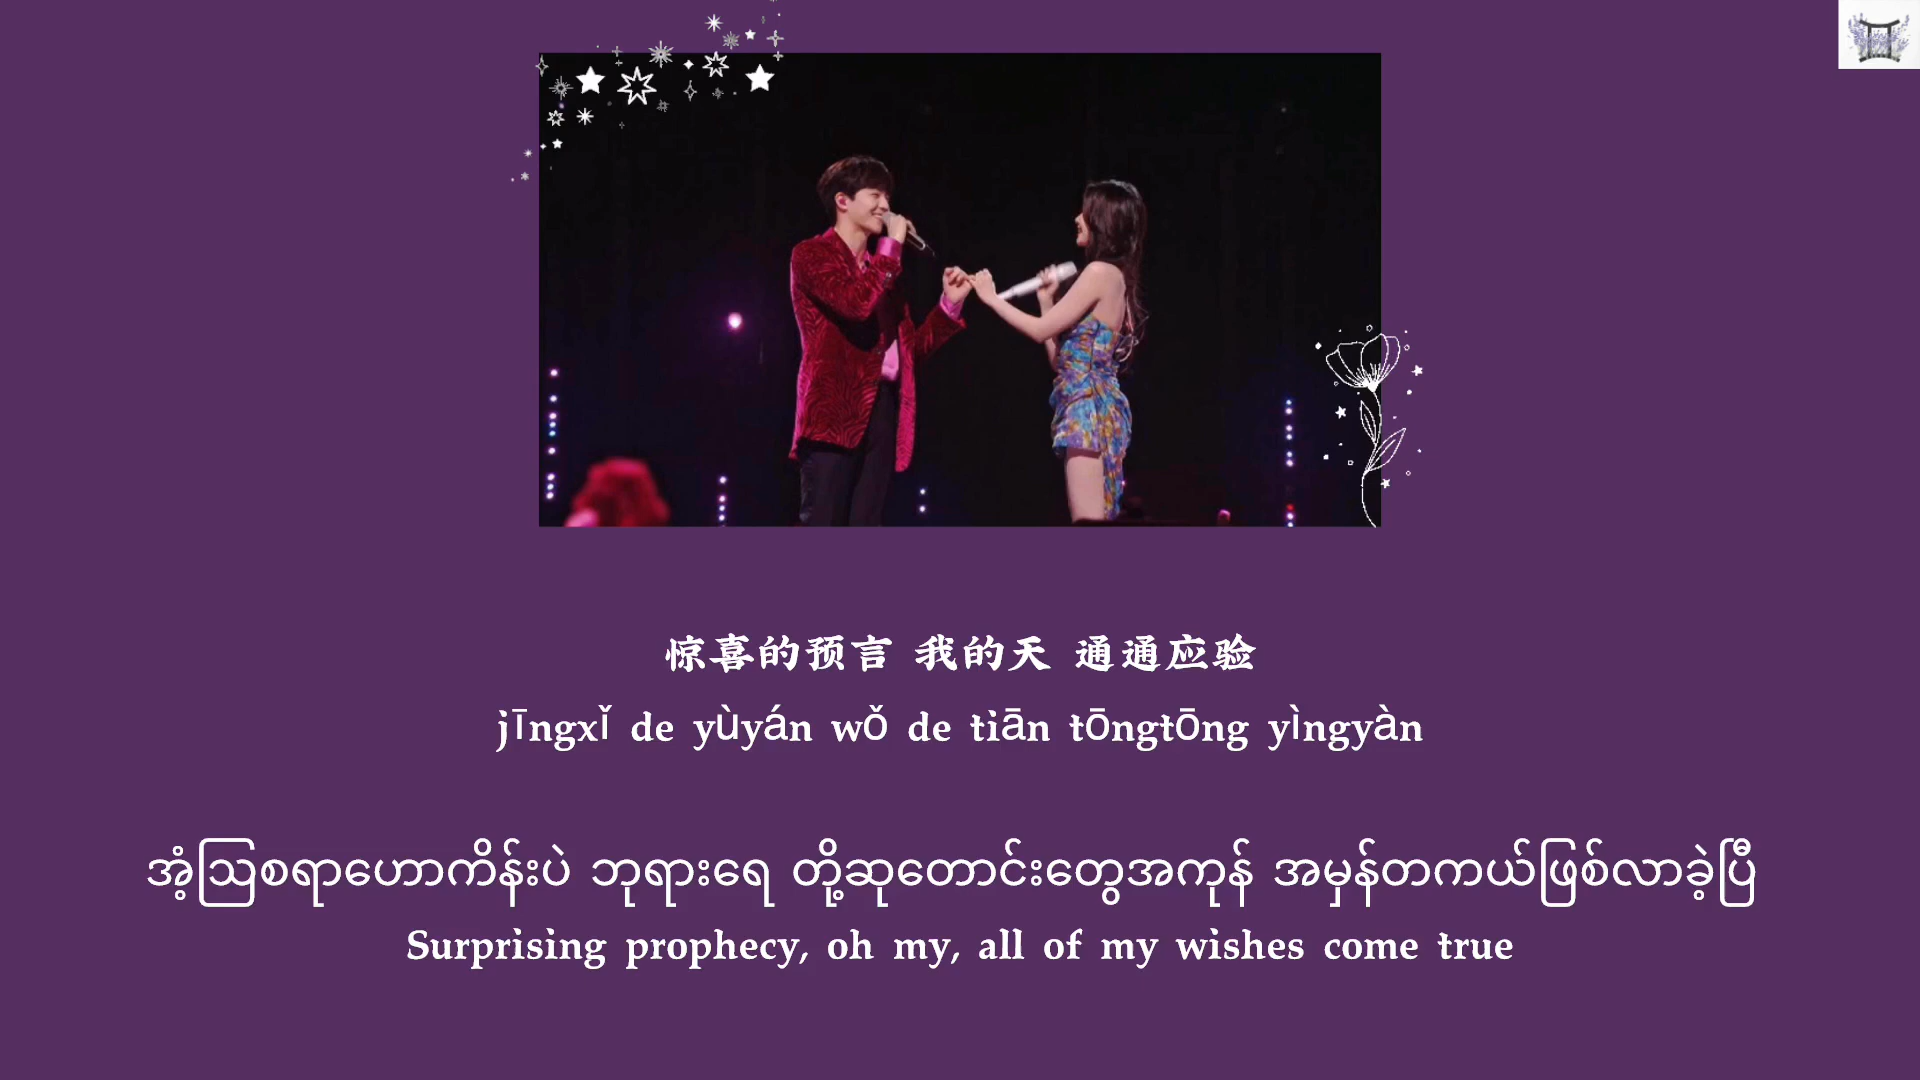 惊喜的预言 我的天 通通应验
jīngxǐ de yùyán wǒ de tiān tōngtōng yìngyàn
အံ့ဩစရာဟောကိန်းပဲ ဘုရားရေ တို့ဆုတောင်းတွေအကုန် အမှန်တကယ်ဖြစ်လာခဲ့ပြီ
Surprising prophecy, oh my, all of my wishes come true